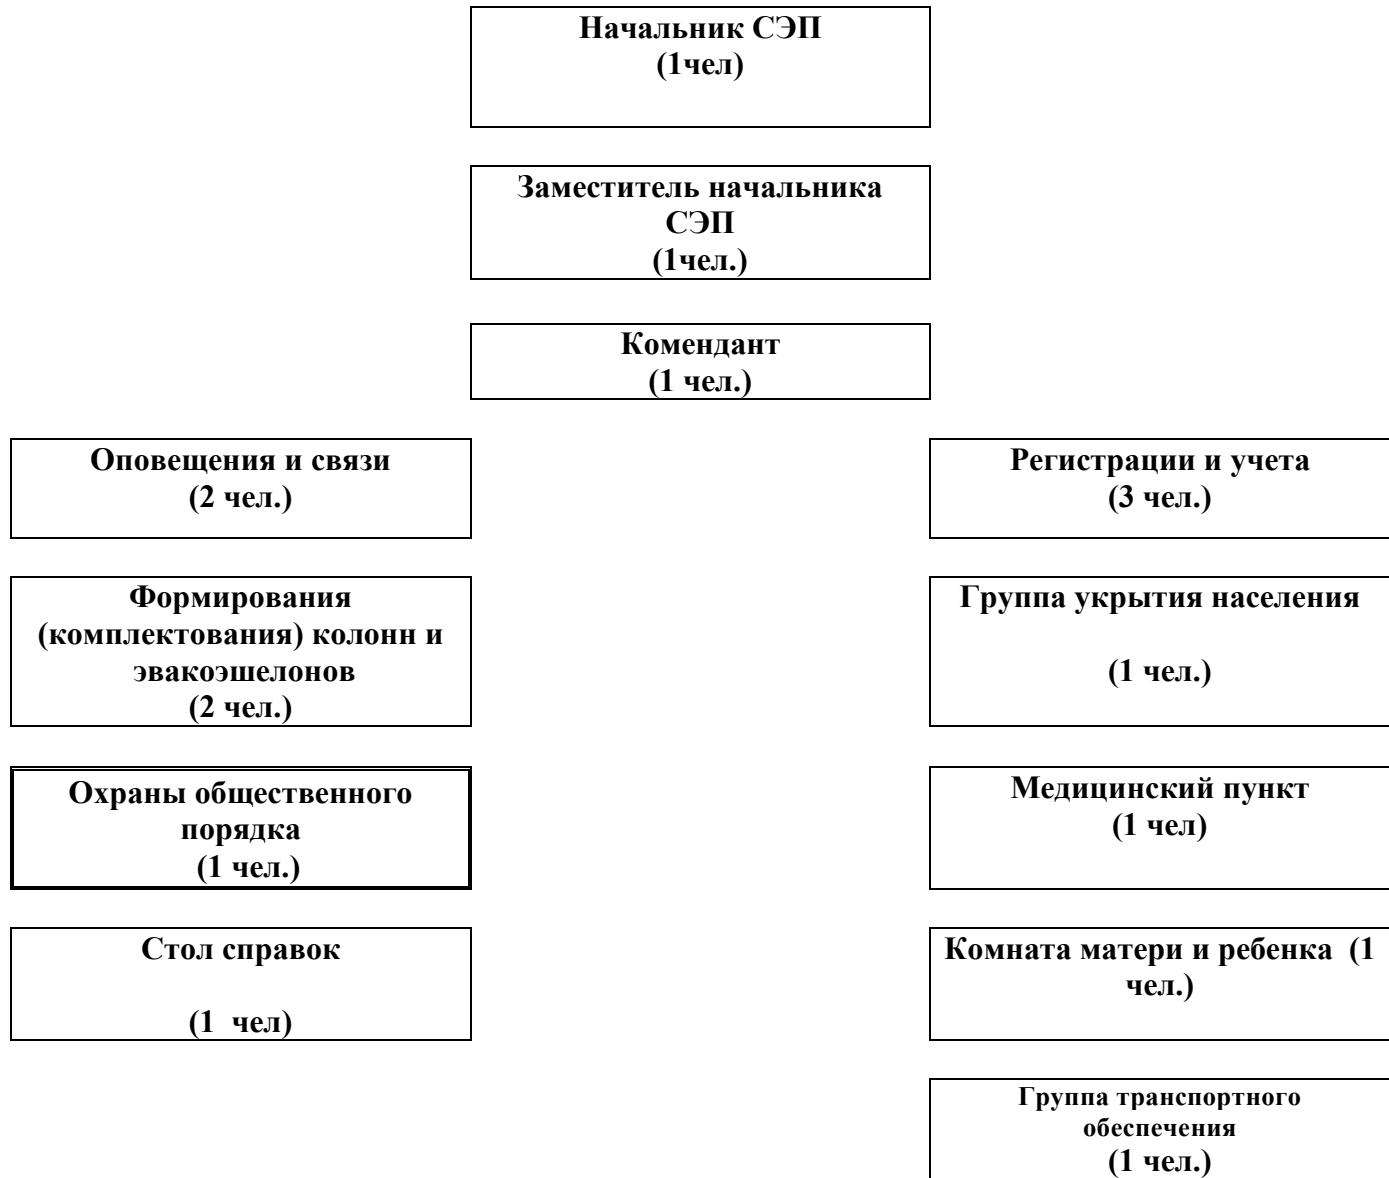 Начальник СЭП
(1чел)
Заместитель начальника
СЭП
(1чел.)
Комендант
(1 чел.)
Оповещения и связи
(2 чел.)
Регистрации и учета
(3 чел.)
Формирования
(комплектования) колонн и
эвакоэшелонов
(2 чел.)
Группа укрытия населения
(1 чел.)
Охраны общественного
порядка
(1 чел.)
Медицинский пункт
(1 чел)
Стол справок
(1 чел)
Комната матери и ребенка (1
чел.)
Группа транспортного
обеспечения
(1 чел.)